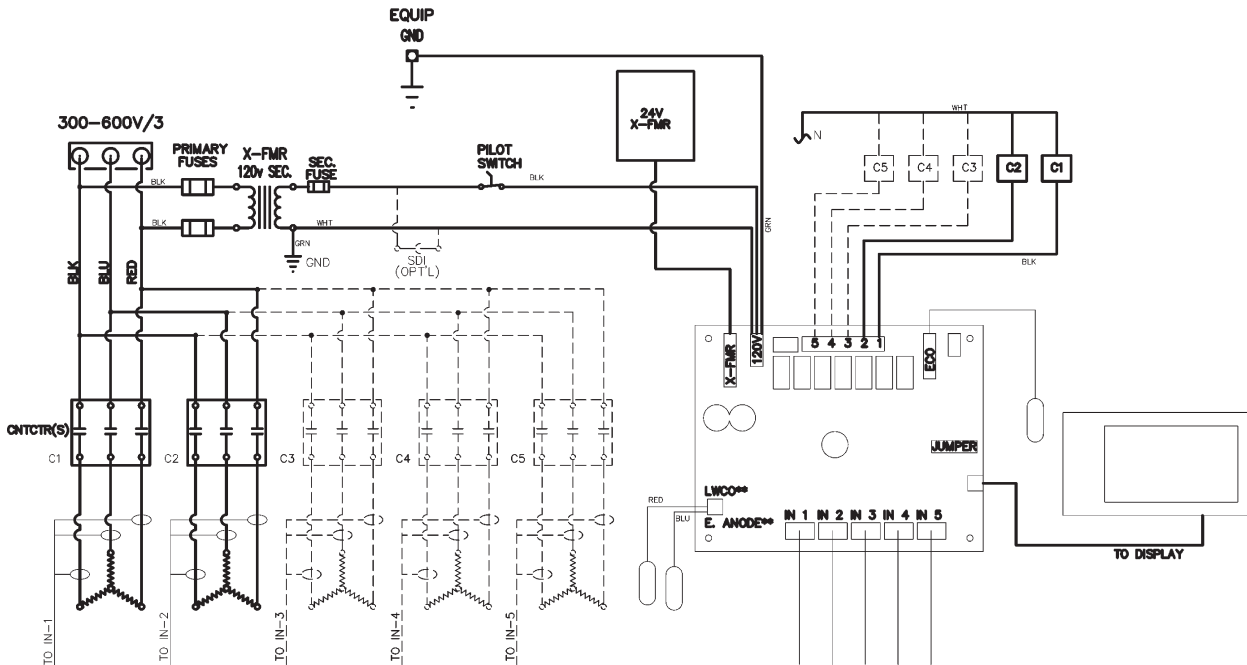 EQUIP
GND
300-600V/3
PRIMARY
FUSES
X-FMR
120v SEC.
SEC.
FUSE
PILOT
SWITCH
24V
X-FMR
WHT
N
BLK
BLK
BLK
C5
C4
C3
C2
C1
WHT
GRN
GND
SDI
(OPT'L)
GRN
BLK
BLK
BLU
RED
X-FMR
120V
5 4 3 2 1
ECO
CNTCTR(S)
C1
C2
C3
C4
C5
JUMPER
LWCO**
E. ANODE**
RED
BLU
IN 1
IN 2
IN 3
IN 4
IN 5
TO DISPLAY
TO IN-1
TO IN-2
TO IN-3
TO IN-4
TO IN-5